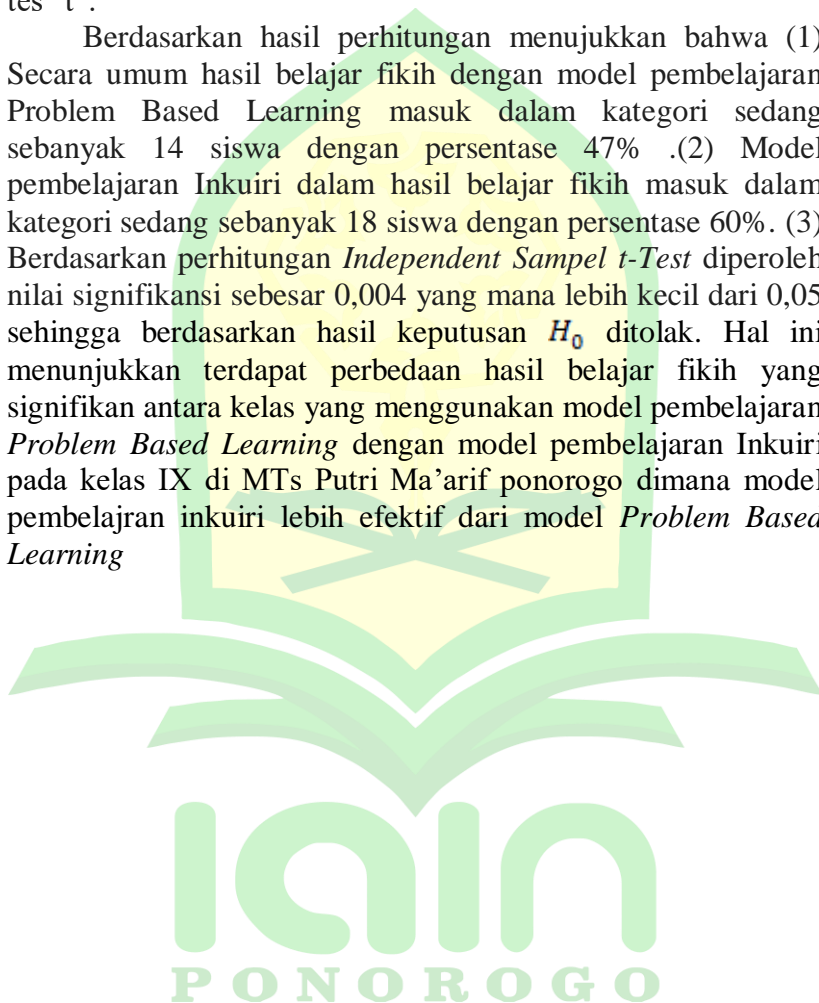 tes "t".
Berdasarkan hasil perhitungan menujukkan bahwa (1)
Secara umum hasil belajar fikih dengan model pembelajaran
Problem Based Learning masuk dalam kategori sedang
sebanyak 14 siswa dengan persentase 47% .(2) Model
pembelajaran Inkuiri dalam hasil belajar fikih masuk dalam
kategori sedang sebanyak 18 siswa dengan persentase 60%. (3)
Berdasarkan perhitungan Independent Sampel t-Test diperoleh
nilai signifikansi sebesar 0,004 yang mana lebih kecil dari 0,05
sehingga berdasarkan hasil keputusan H₀ ditolak. Hal ini
menunjukkan terdapat perbedaan hasil belajar fikih yang
signifikan antara kelas yang menggunakan model pembelajaran
Problem Based Learning dengan model pembelajaran Inkuiri
pada kelas IX di MTs Putri Ma’arif ponorogo dimana model
pembelajran inkuiri lebih efektif dari model Problem Based
Learning
iain
PONOROGO